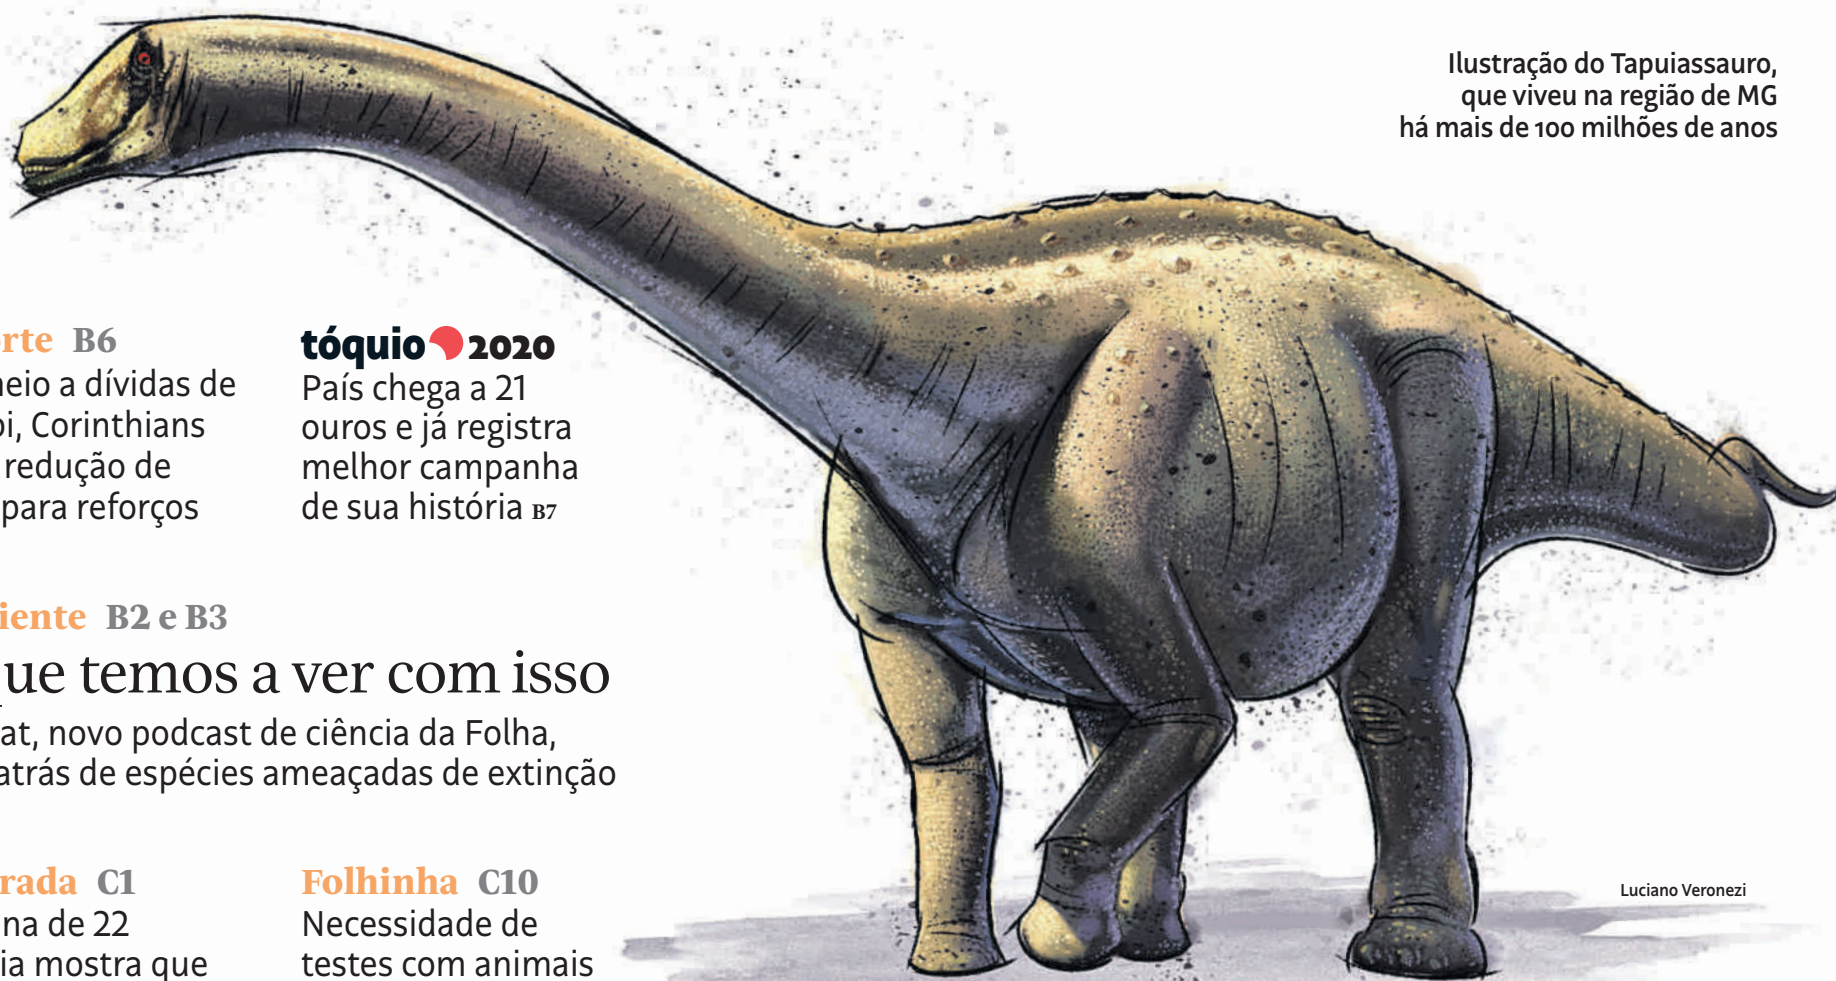 Ilustração do Tapuiassauro,
que viveu na região de MG
há mais de 100 milhões de anos
rte B6
eio a dívidas de
i, Corinthians
redução de
para reforços
tóquio 2020
País chega a 21
ouros e já registra
melhor campanha
de sua história B7
iente B2 e B3
ue temos a ver com isso
at, novo podcast de ciência da Folha,
atrás de espécies ameaçadas de extinção
rada C1
na de 22
ia mostra que
Folhinha C10
Necessidade de
testes com animais
Luciano Veronezi